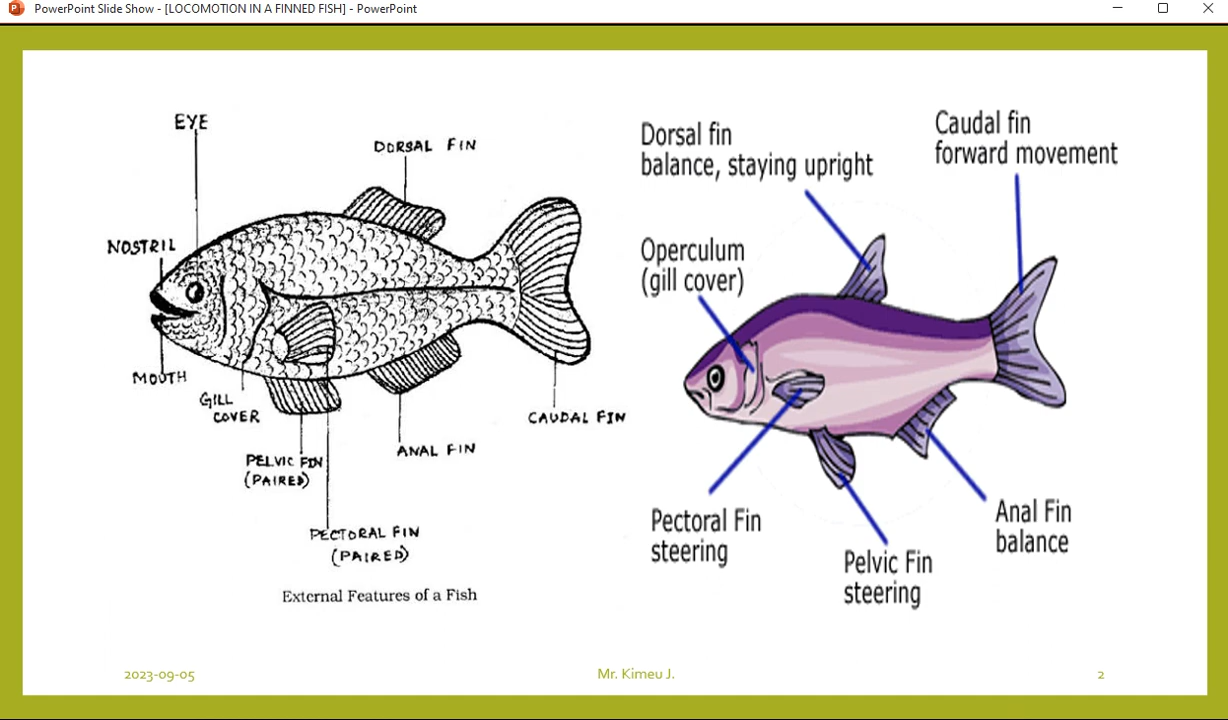 PowerPoint Slide Show - [LOCOMOTION IN A FINNED FISH] - PowerPoint
EYE
DORSAL FIN
NOSTRIL
MOUTH
GILL
COVER
PELVIC FIN
(PAIRED)
PECTORAL FIN
(PAIRED)
ANAL FIN
CAUDAL FIN
External Features of a Fish
Dorsal fin
balance, staying upright
Caudal fin
forward movement
Operculum
(gill cover)
Pectoral Fin
steering
Pelvic Fin
steering
Anal Fin
balance
2023-09-05
Mr. Kimeu J.
2